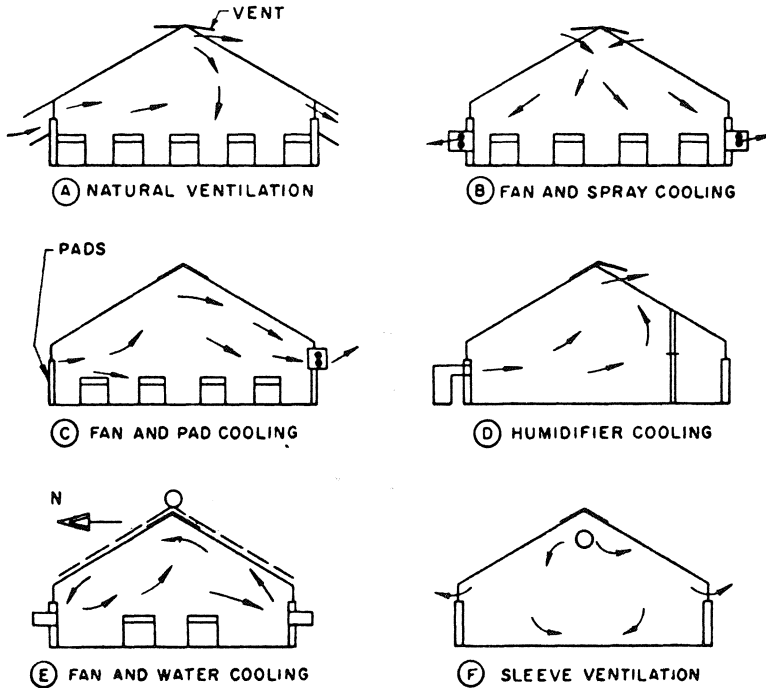 VENT
A NATURAL VENTILATION
B FAN AND SPRAY COOLING
PADS
C FAN AND PAD COOLING
D HUMIDIFIER COOLING
N
E FAN AND WATER COOLING
F SLEEVE VENTILATION